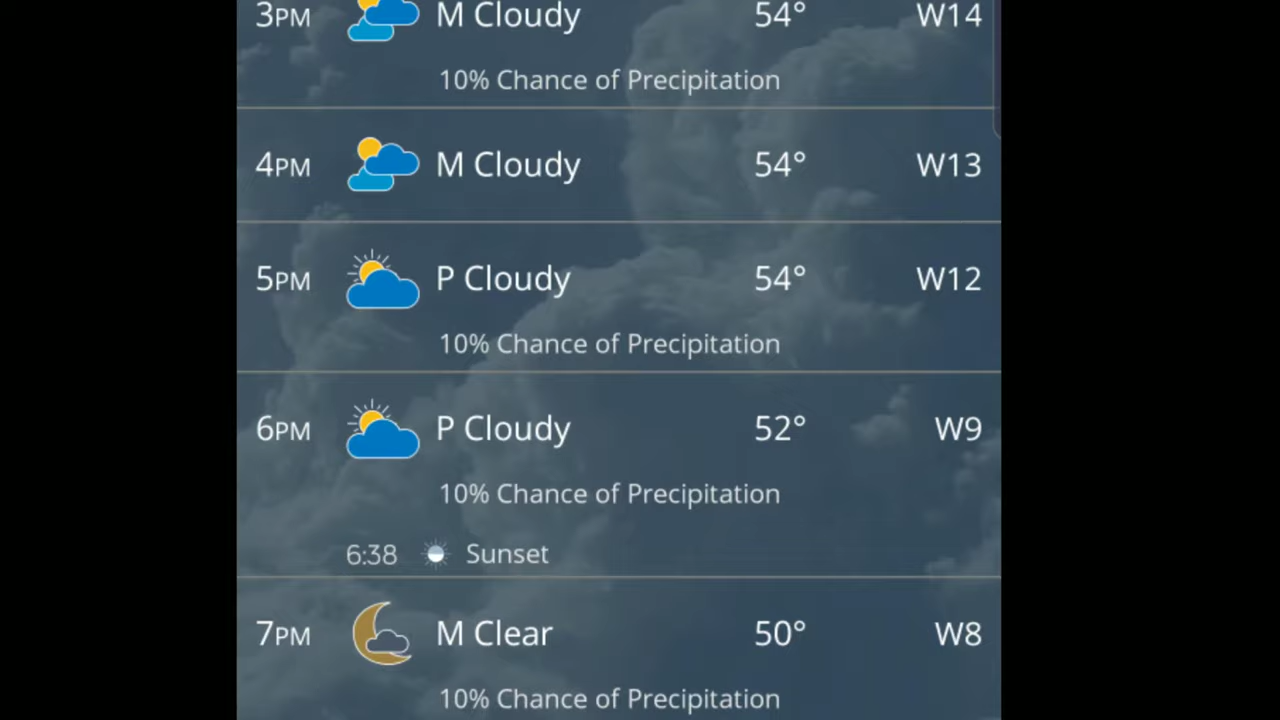 3PM M Cloudy 54° W14
10% Chance of Precipitation
4PM M Cloudy 54° W13
5PM P Cloudy 54° W12
10% Chance of Precipitation
6PM P Cloudy 52° W9
10% Chance of Precipitation
6:38 Sunset
7PM M Clear 50° W8
10% Chance of Precipitation